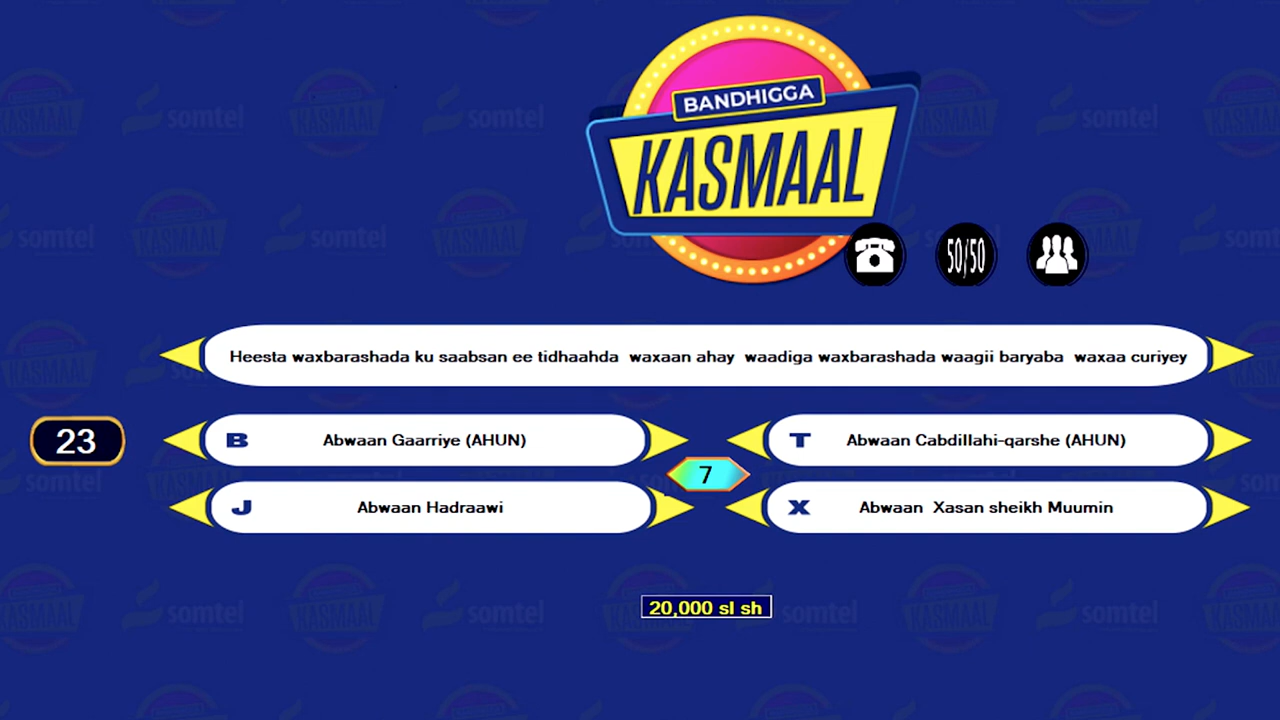 BANDHIGGA
KASMAAL
50/50
Heesta waxbarashada ku saabsan ee tidhaahda waxaan ahay waadiga waxbarashada waagii baryaba waxaa curiyey
23
B Abwaan Gaarriye (AHUN)
T Abwaan Cabdillahi-qarshe (AHUN)
7
J Abwaan Hadraawi
X Abwaan Xasan sheikh Muumin
20,000 sl sh
somtel